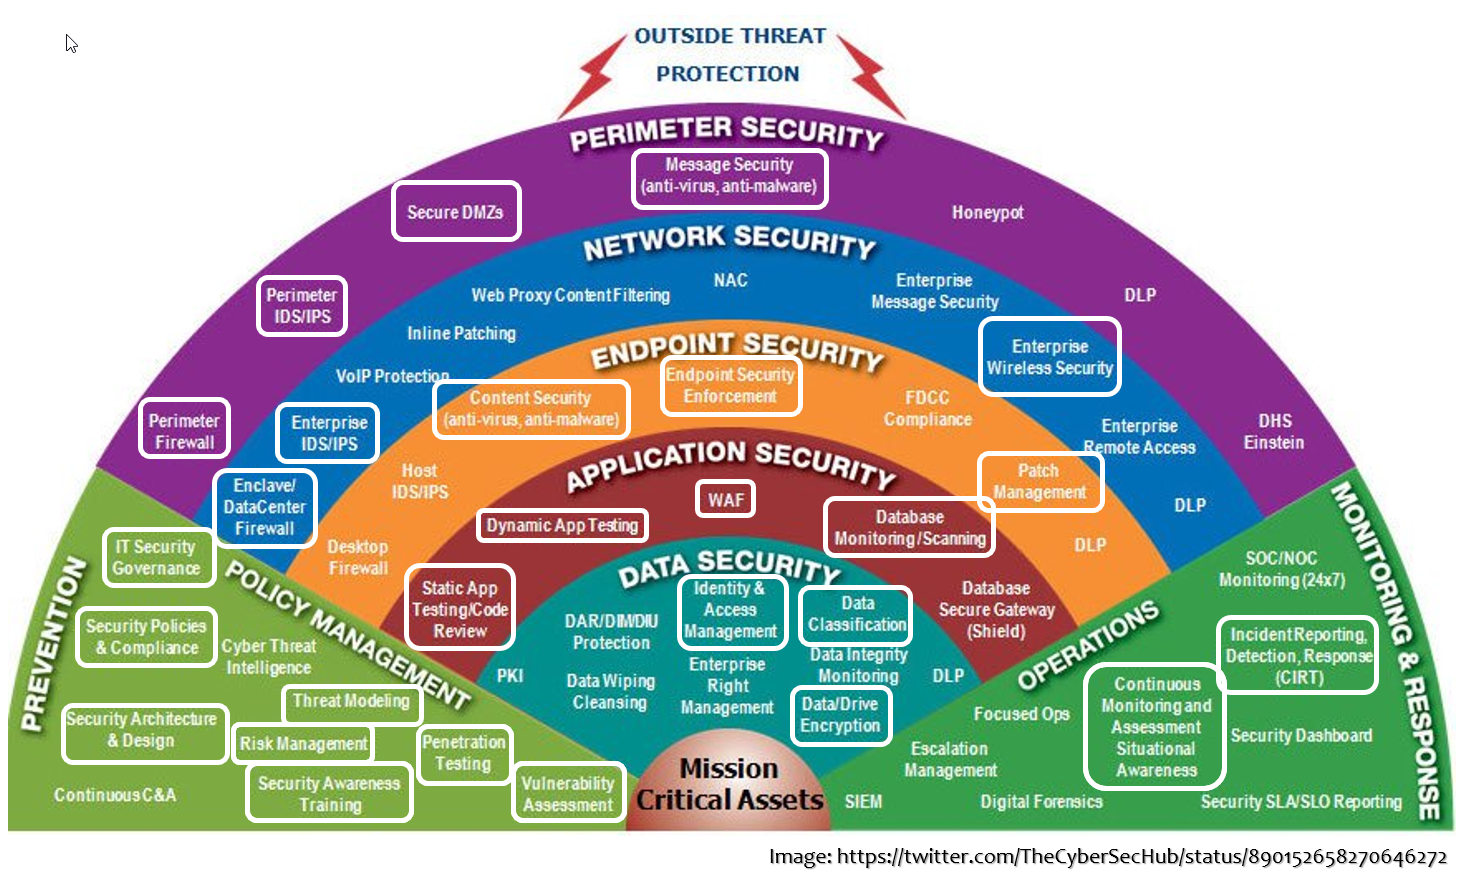 OUTSIDE THREAT
PROTECTION
PERIMETER SECURITY
Message Security
(anti-virus, anti-malware)
Secure DMZs
Honeypot
Perimeter
IDS/IPS
DLP
Perimeter
Firewall
DHS
Einstein
NETWORK SECURITY
NAC
Web Proxy Content Filtering
Enterprise
Message Security
Inline Patching
Enterprise
Wireless Security
VoIP Protection
Enterprise
IDS/IPS
Enterprise
Remote Access
Enclave/
DataCenter
Firewall
DLP
ENDPOINT SECURITY
Endpoint Security
Enforcement
Content Security
(anti-virus, anti-malware)
FDCC
Compliance
Host
IDS/IPS
Patch
Management
Desktop
Firewall
DLP
APPLICATION SECURITY
WAF
Dynamic App Testing
Database
Monitoring/Scanning
Static App
Testing/Code
Review
Database
Secure Gateway
(Shield)
DATA SECURITY
Identity &
Access
Management
Data
Classification
DAR/DIM/DIU
Protection
Data Integrity
Monitoring
PKI
Data Wiping
Cleansing
Enterprise
Right
Management
DLP
Data/Drive
Encryption
Mission
Critical Assets
PREVENTION
POLICY MANAGEMENT
IT Security
Governance
Security Policies
& Compliance
Cyber Threat
Intelligence
Threat Modeling
Security Architecture
& Design
Risk Management
Penetration
Testing
Continuous C&A
Security Awareness
Training
Vulnerability
Assessment
MONITORING & RESPONSE
OPERATIONS
SOC/NOC
Monitoring (24x7)
Incident Reporting,
Detection, Response
(CIRT)
Continuous
Monitoring and
Assessment
Situational
Awareness
Focused Ops
Security Dashboard
Escalation
Management
SIEM
Digital Forensics
Security SLA/SLO Reporting
Image: https://twitter.com/TheCyberSecHub/status/890152658270646272